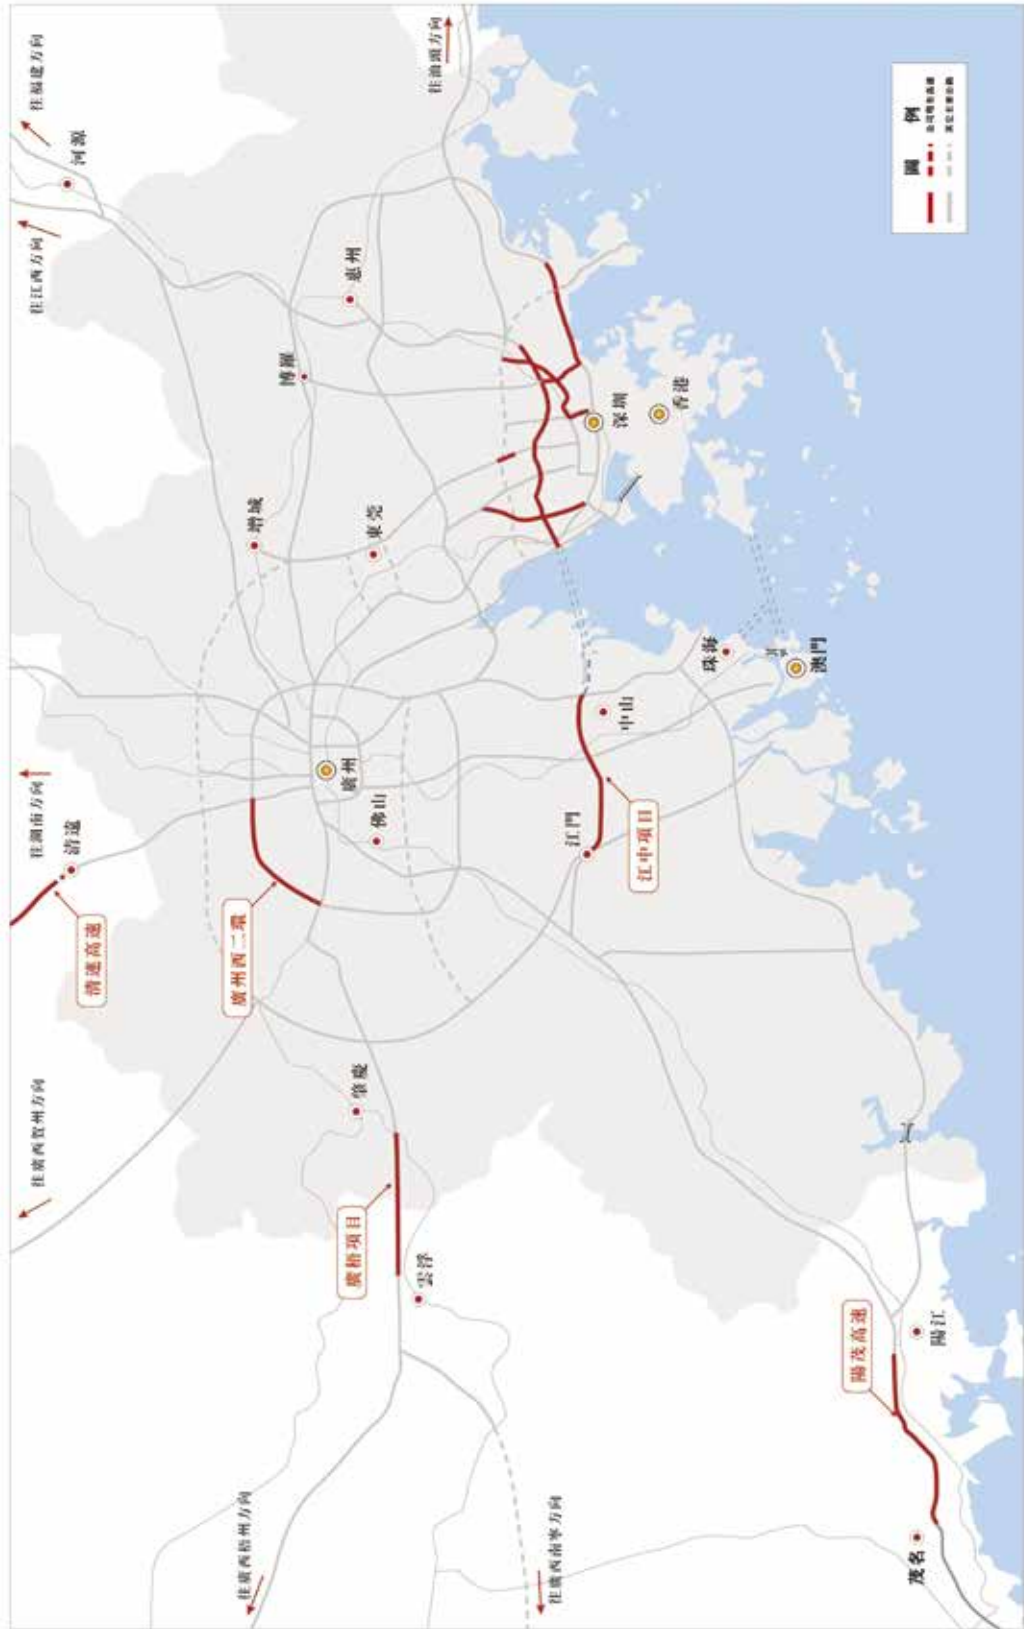 往廣西賀州方向
往湖南方向
往江西方向
往福建方向
清遠
河源
清連高速
廣州西二環
往廣西梧州方向
增城
博羅
廣州
廣梧項目
惠州
肇慶
東莞
佛山
雲浮
往汕頭方向
往廣西南寧方向
江門
深圳
中山
江中項目
香港
珠海
澳門
陽茂高速
圖例
茂名
陽江